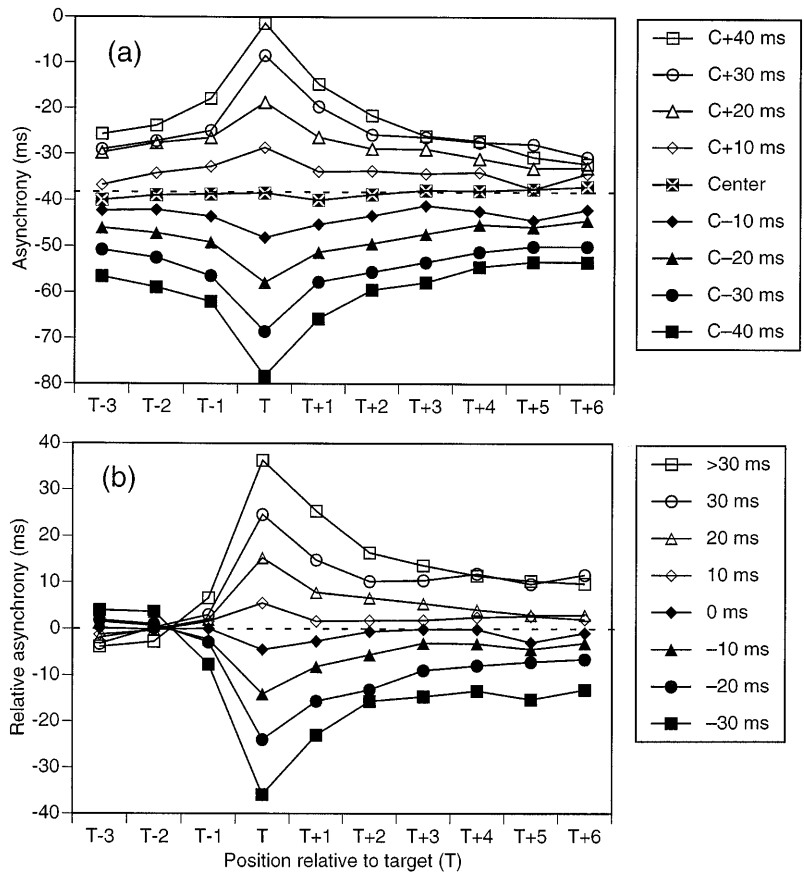 (a)
Asynchrony (ms)
0
-10
-20
-30
-40
-50
-60
-70
-80
T-3 T-2 T-1 T T+1 T+2 T+3 T+4 T+5 T+6
C+40 ms
C+30 ms
C+20 ms
C+10 ms
Center
C–10 ms
C–20 ms
C–30 ms
C–40 ms
(b)
Relative asynchrony (ms)
40
30
20
10
0
-10
-20
-30
-40
T-3 T-2 T-1 T T+1 T+2 T+3 T+4 T+5 T+6
Position relative to target (T)
>30 ms
30 ms
20 ms
10 ms
0 ms
–10 ms
–20 ms
–30 ms